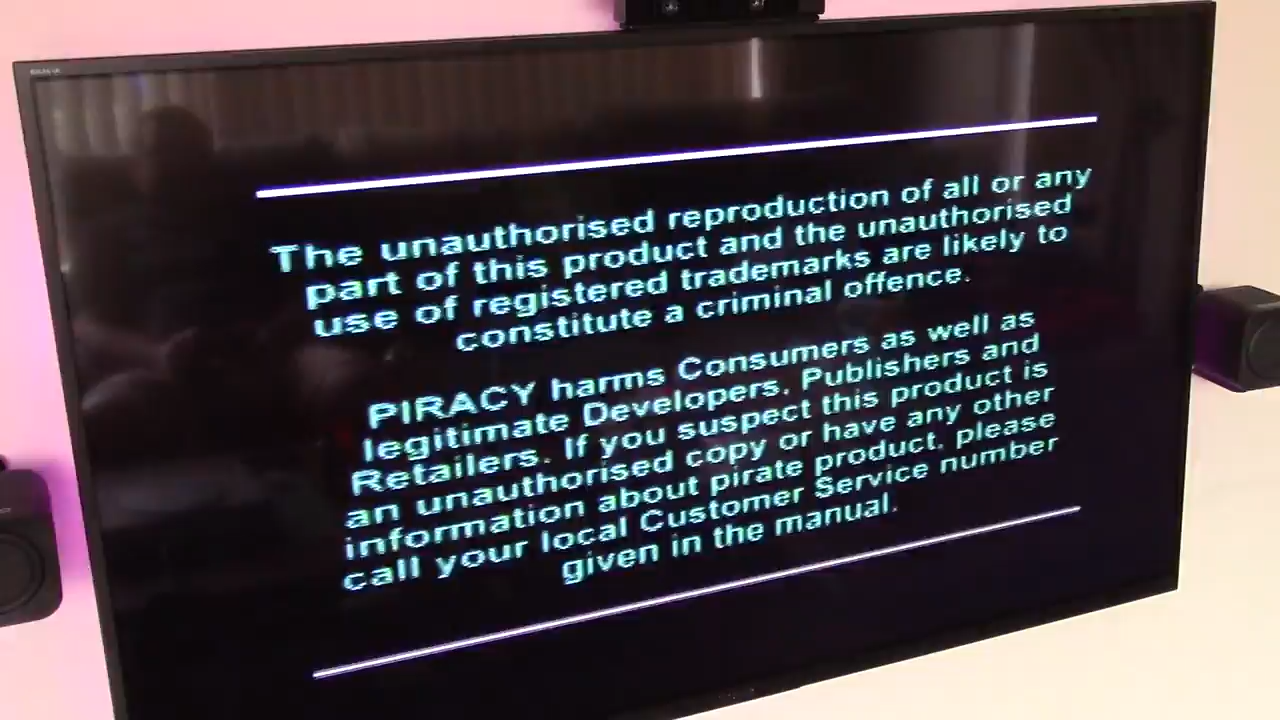 The unauthorised reproduction of all or any
part of this product and the unauthorised
use of registered trademarks are likely to
constitute a criminal offence.
PIRACY harms Consumers as well as
legitimate Developers. Publishers and
Retailers. If you suspect this product is
an unauthorised copy or have any other
information about pirate product. please
call your local Customer Service number
given in the manual.